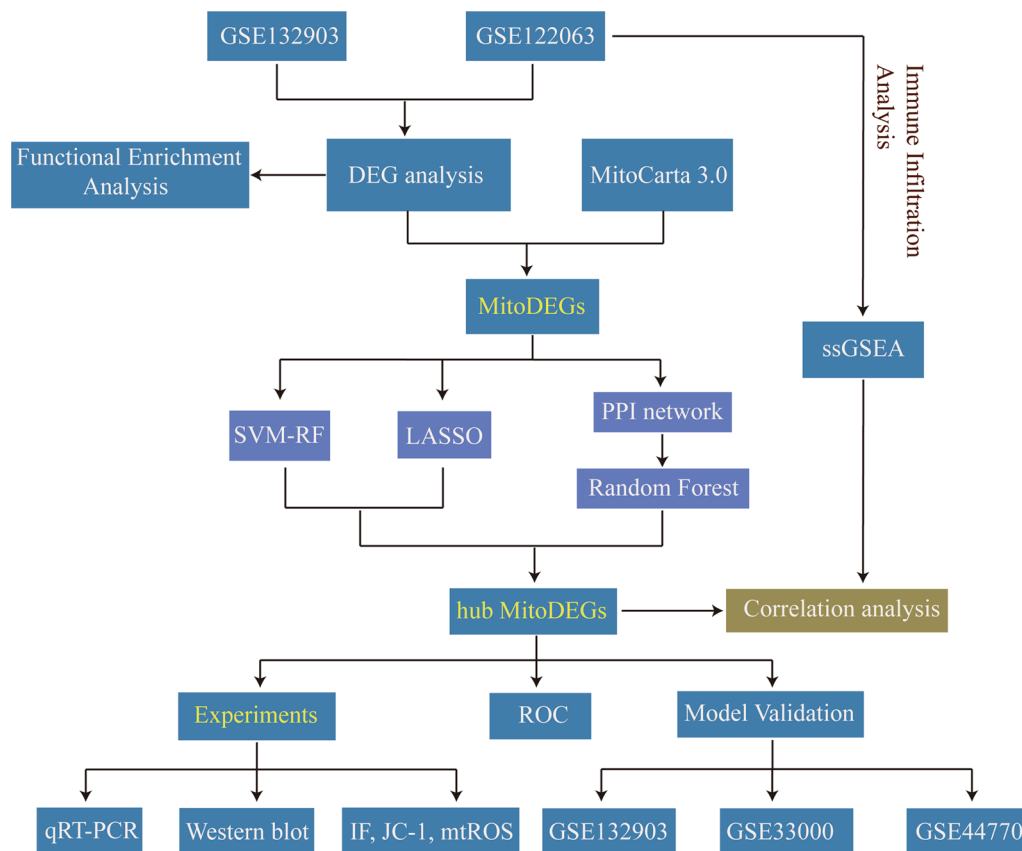 GSE132903
GSE122063
Immune Infiltration
Analysis
Functional Enrichment
Analysis
DEG analysis
MitoCarta 3.0
MitoDEGs
ssGSEA
SVM-RF
LASSO
PPI network
Random Forest
hub MitoDEGs
Correlation analysis
Experiments
ROC
Model Validation
qRT-PCR
Western blot
IF, JC-1, mtROS
GSE132903
GSE33000
GSE44770